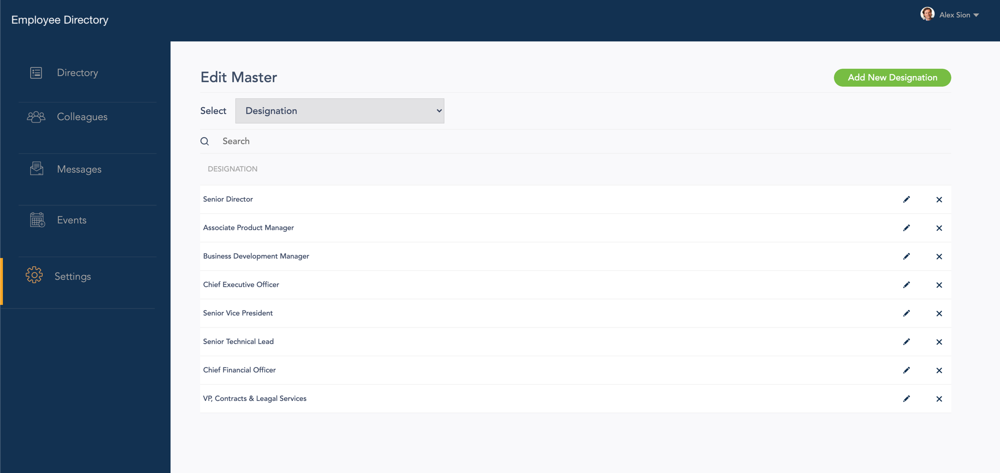 Employee Directory
Alex Sion
Directory
Colleagues
Messages
Events
Settings
Edit Master
Add New Designation
Select
Designation
Search
DESIGNATION
Senior Director
Associate Product Manager
Business Development Manager
Chief Executive Officer
Senior Vice President
Senior Technical Lead
Chief Financial Officer
VP, Contracts & Leagal Services